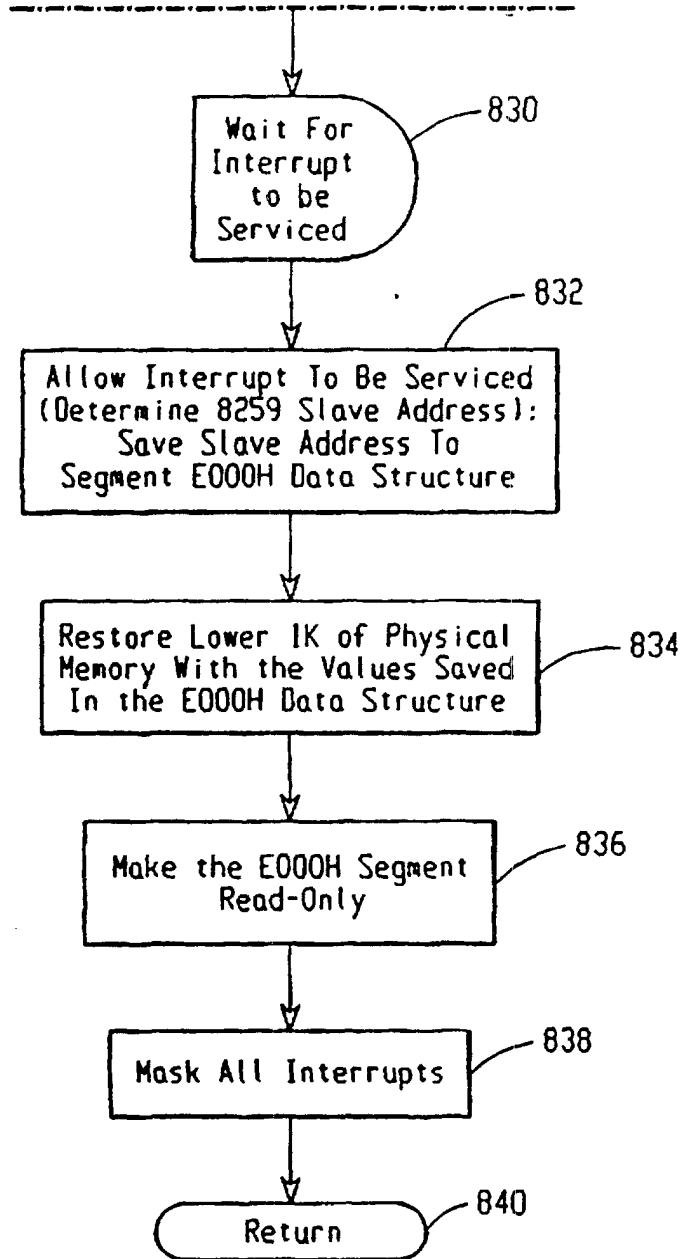 Wait For
Interrupt
to be
Serviced
830
832
Allow Interrupt To Be Serviced
(Determine 8259 Slave Address):
Save Slave Address To
Segment E000H Data Structure
Restore Lower 1K of Physical
Memory With the Values Saved
In the E000H Data Structure
834
Make the E000H Segment
Read-Only
836
Mask All Interrupts
838
Return
840